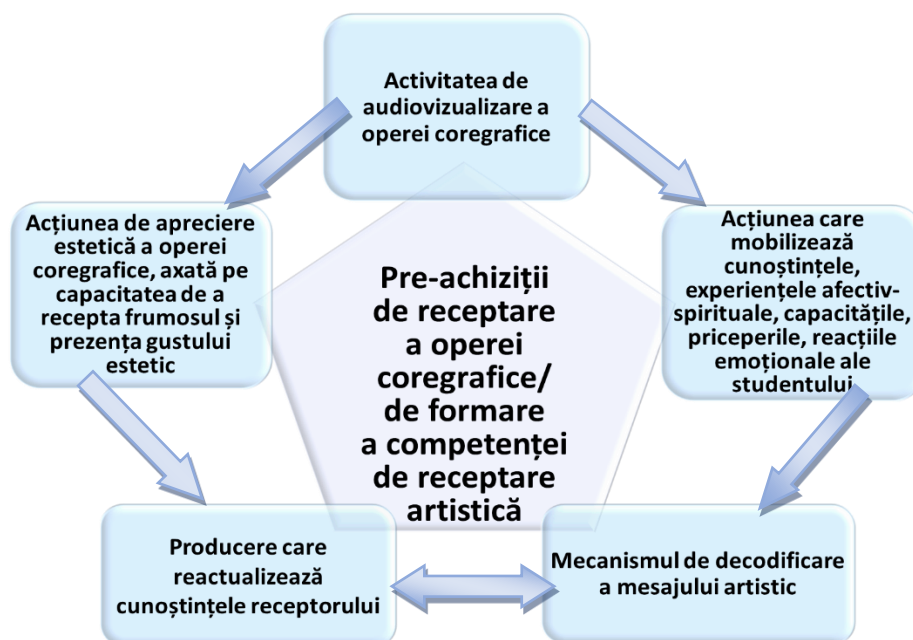 Activitatea de
audiovizualizare a
operei coregrafice
Acțiunea de apreciere
estetică a operei
coregrafice, axată pe
capacitatea de a
recepta frumosul și
prezența gustului
estetic
Acțiunea care
mobilizează
cunoștințele,
experiențele afectiv-
spirituale, capacitățile,
priceperile, reacțiile
emoționale ale
studentului
Pre-achiziții
de receptare
a operei
coregrafice/
de formare
a competenței
de receptare
artistică
Producere care
reactualizează
cunoștințele receptorului
Mecanismul de decodificare
a mesajului artistic